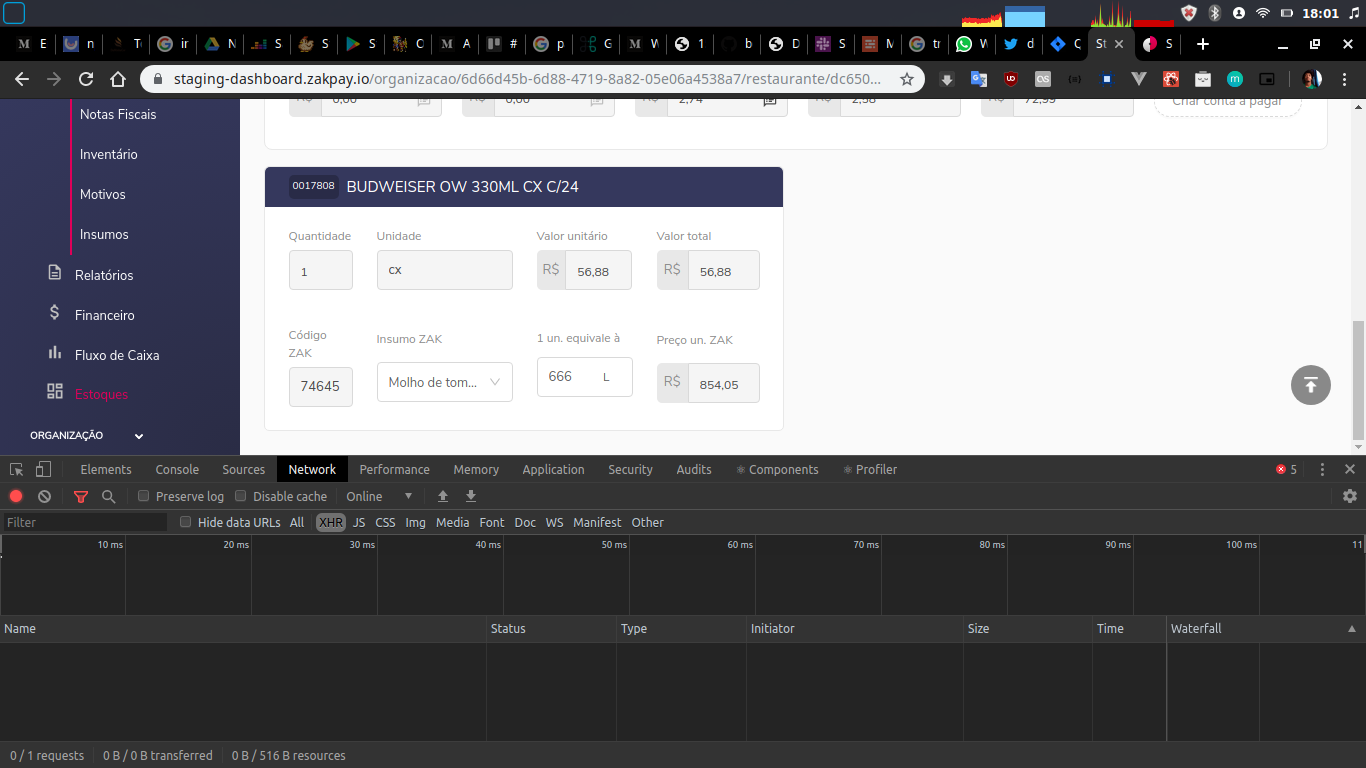 18:01
M E
n
T
ir
N
S
S
S
C
M A
#
p
G
M W
1
b
D
S
M
tr
W
d
C
St
S
staging-dashboard.zakpay.io/organizacao/6d66d45b-6d88-4719-8a82-05e06a4538a7/restaurante/dc650...
Notas Fiscais
Inventário
Motivos
Insumos
Relatórios
Financeiro
Fluxo de Caixa
Estoques
ORGANIZAÇÃO
R$ 0,00 R$ 0,00 R$ 2,74 R$ 2,58 R$ 72,99 Criar conta a pagar
0017808 BUDWEISER OW 330ML CX C/24
Quantidade Unidade Valor unitário Valor total
1 cx R$ 56,88 R$ 56,88
Código ZAK Insumo ZAK 1 un. equivale à Preço un. ZAK
74645 Molho de tom... 666 L R$ 854,05
Elements Console Sources Network Performance Memory Application Security Audits Components Profiler 5
Preserve log Disable cache Online
Filter Hide data URLs All XHR JS CSS Img Media Font Doc WS Manifest Other
10 ms 20 ms 30 ms 40 ms 50 ms 60 ms 70 ms 80 ms 90 ms 100 ms 11
Name Status Type Initiator Size Time Waterfall
0 / 1 requests 0 B / 0 B transferred 0 B / 516 B resources